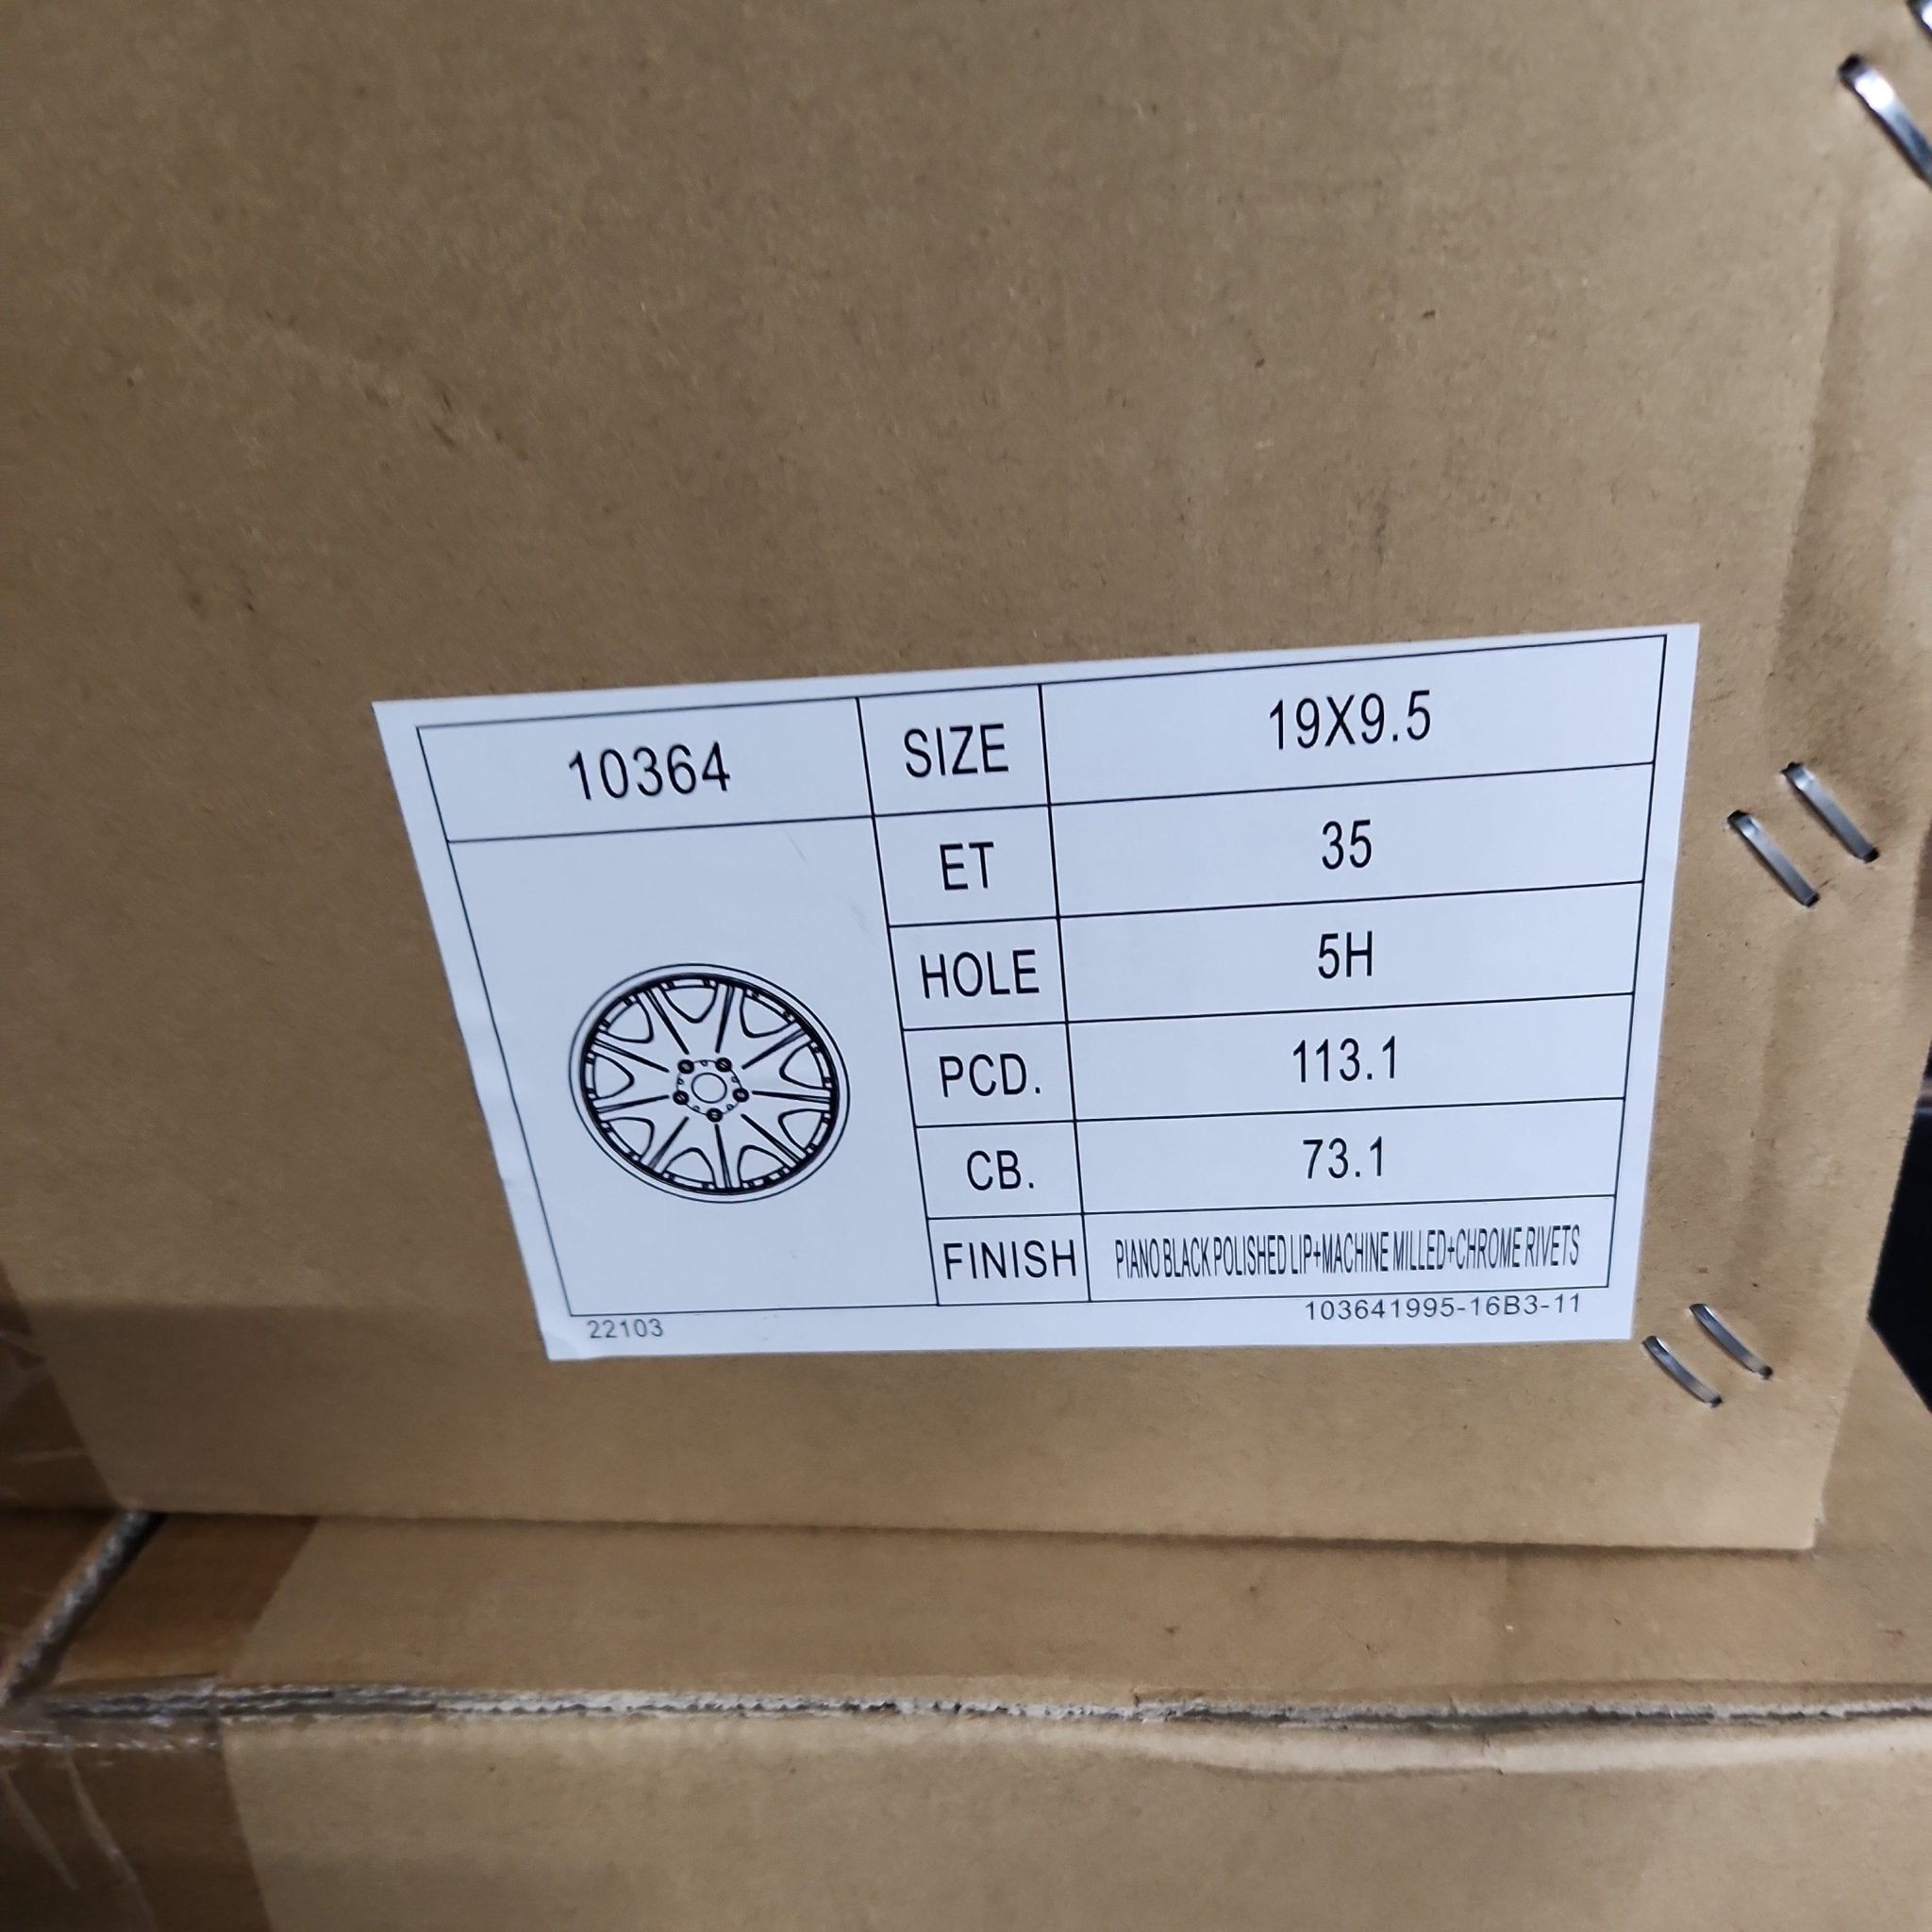 10364
SIZE 19X9.5
ET 35
HOLE 5H
PCD. 113.1
CB. 73.1
FINISH PIANO BLACK POLISHED LIP+MACHINE MILLED+CHROME RIVETS
22103
103641995-16B3-11